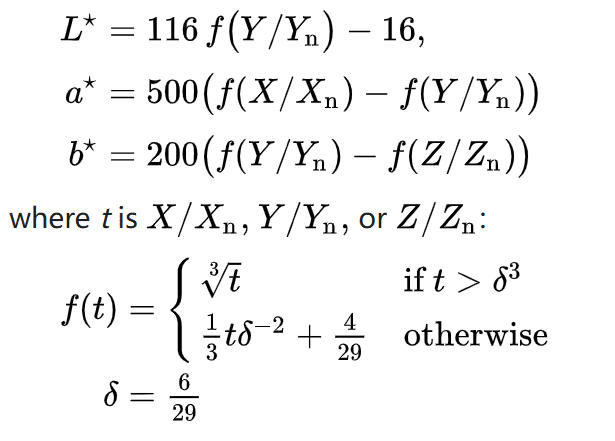 L⋆ = 116 f(Y/Yₙ) − 16,
a⋆ = 500(f(X/Xₙ) − f(Y/Yₙ))
b⋆ = 200(f(Y/Yₙ) − f(Z/Zₙ))
where t is X/Xₙ, Y/Yₙ, or Z/Zₙ:
f(t) = { ∛t if t > δ³
1/3 tδ⁻² + 4/29 otherwise
δ = 6/29